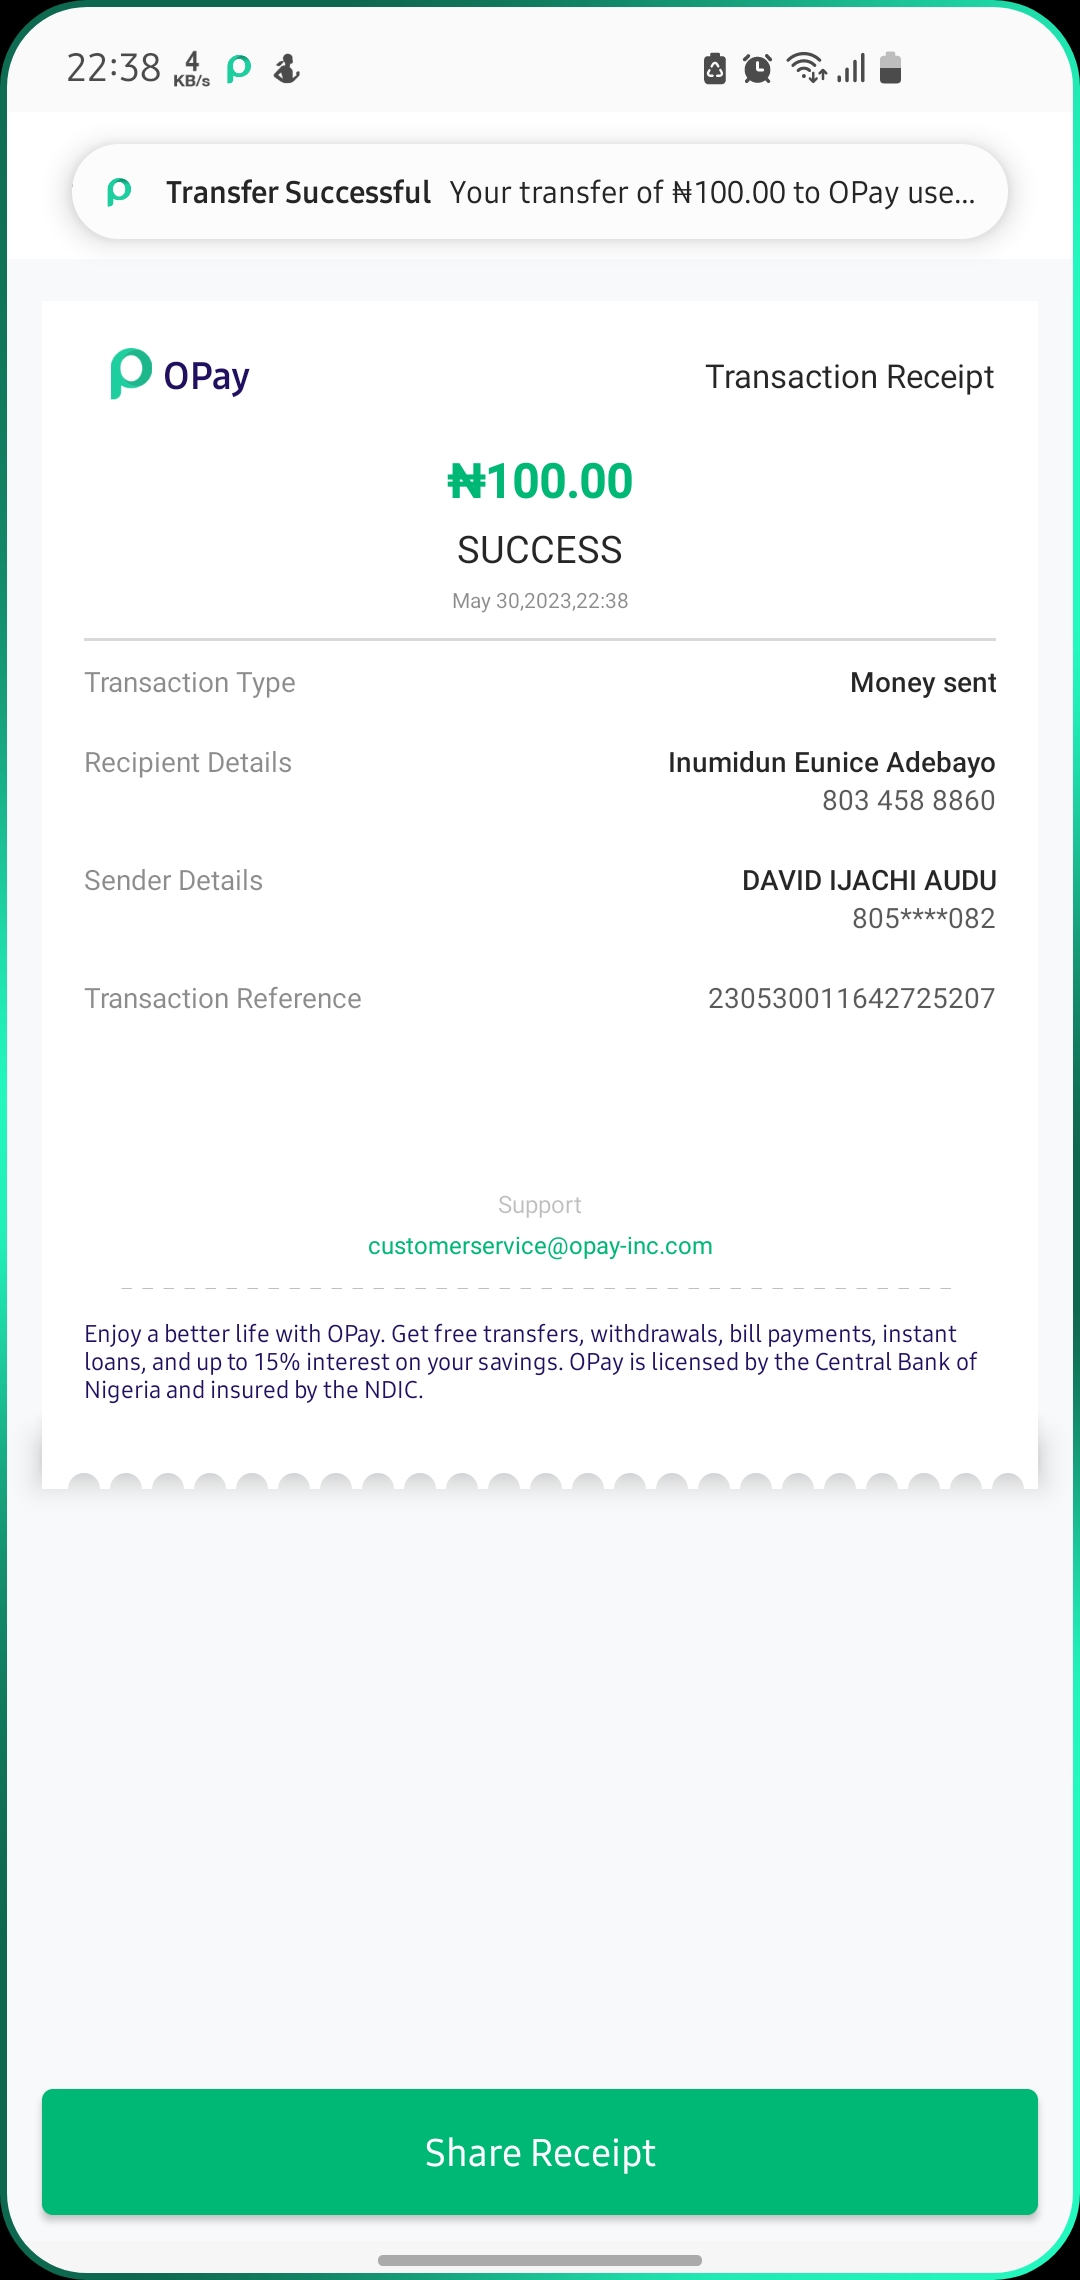 22:38 4 KB/s
Transfer Successful Your transfer of ₦100.00 to OPay use...
OPay Transaction Receipt
₦100.00
SUCCESS
May 30,2023,22:38
Transaction Type Money sent
Recipient Details Inumidun Eunice Adebayo
803 458 8860
Sender Details DAVID IJACHI AUDU
805****082
Transaction Reference 230530011642725207
Support
customerservice@opay-inc.com
Enjoy a better life with OPay. Get free transfers, withdrawals, bill payments, instant
loans, and up to 15% interest on your savings. OPay is licensed by the Central Bank of
Nigeria and insured by the NDIC.
Share Receipt